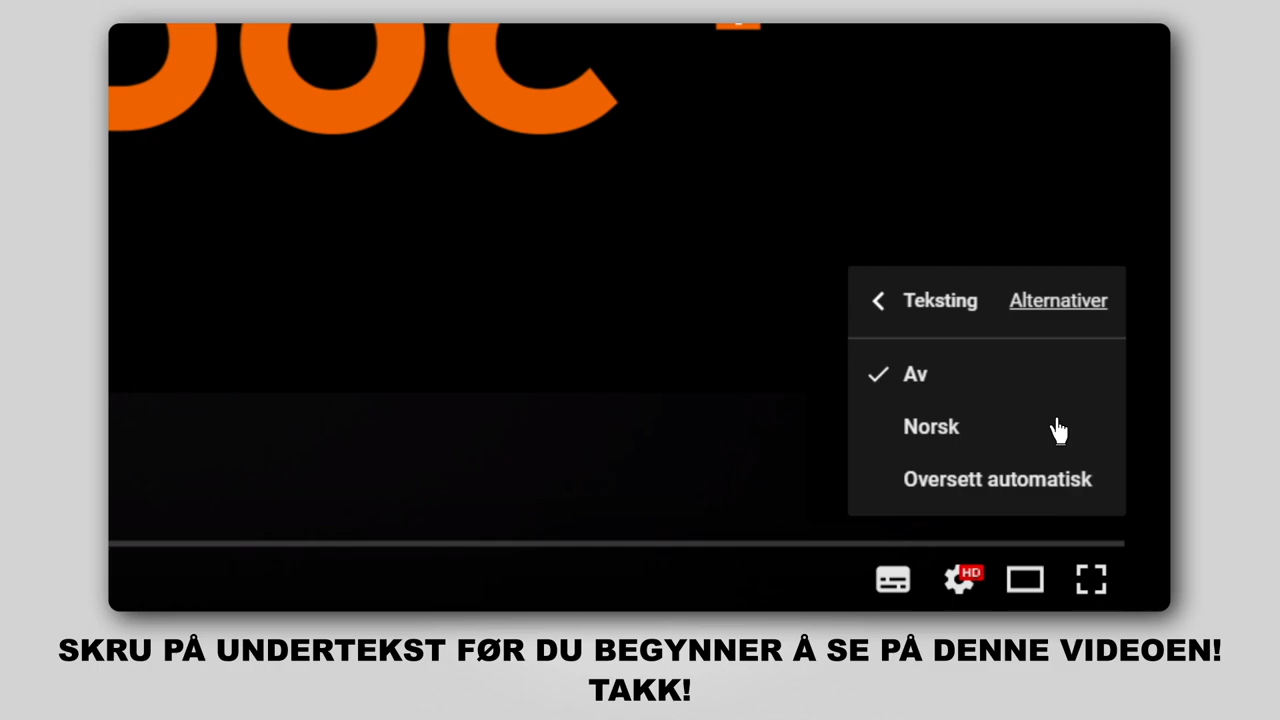 Teksting Alternativer
Av
Norsk
Oversett automatisk
HD
SKRU PÅ UNDERTEKST FØR DU BEGYNNER Å SE PÅ DENNE VIDEOEN!
TAKK!